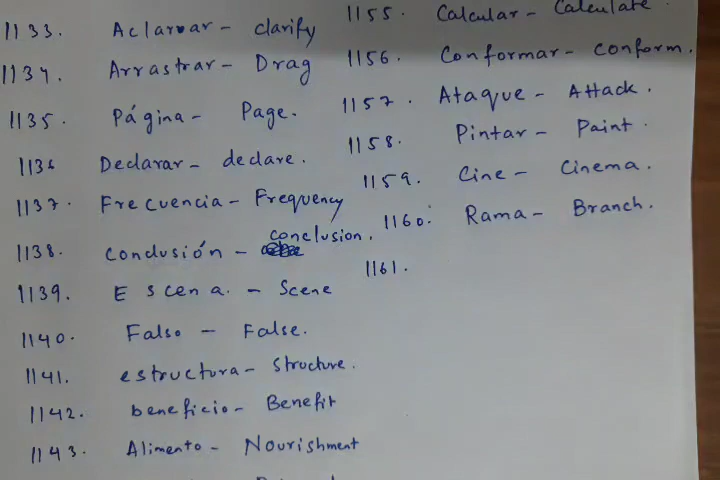 1133. Aclarar - clarify
1134. Arrastrar - Drag
1135. Página - Page.
1136 Declarar - declare.
1137. Frecuencia - Frequency
1138. conclusión - conclusion.
1139. Escena. - Scene
1140. Falso - False.
1141. estructura - Structure.
1142. beneficio - Benefit
1143. Alimento - Nourishment
1155. Calcular - Calculate.
1156. Conformar - conform.
1157. Ataque - Attack.
1158. Pintar - Paint.
1159. Cine - Cinema.
1160. Rama - Branch.
1161.